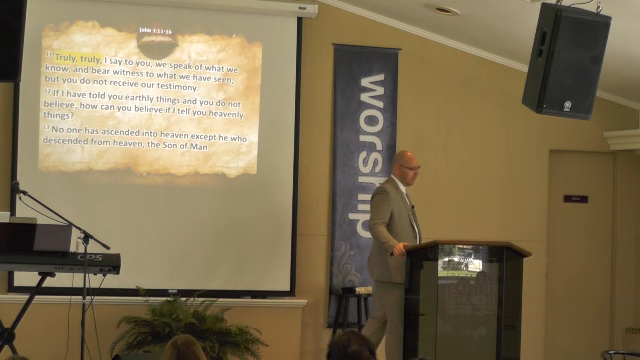 John 3:11-16
11 Truly, truly, I say to you, we speak of what we
know, and bear witness to what we have seen,
but you do not receive our testimony.
12 If I have told you earthly things and you do not
believe, how can you believe if I tell you heavenly
things?
13 No one has ascended into heaven except he who
descended from heaven, the Son of Man
worship
CP5